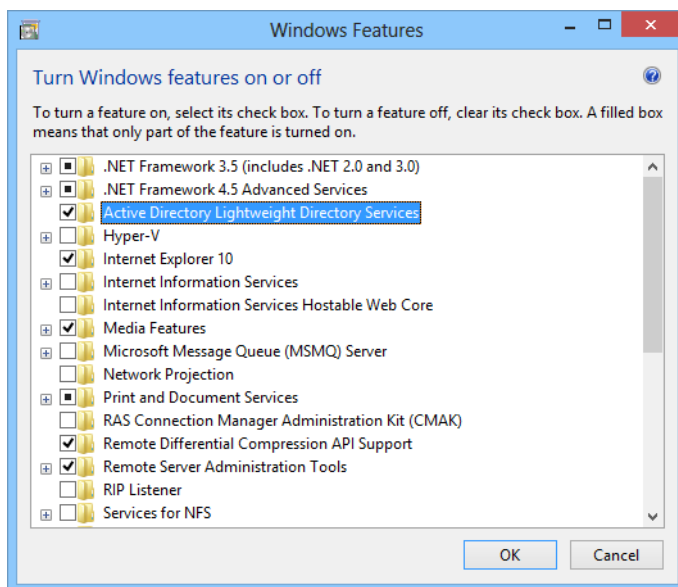 Windows Features
Turn Windows features on or off
To turn a feature on, select its check box. To turn a feature off, clear its check box. A filled box
means that only part of the feature is turned on.
.NET Framework 3.5 (includes .NET 2.0 and 3.0)
.NET Framework 4.5 Advanced Services
Active Directory Lightweight Directory Services
Hyper-V
Internet Explorer 10
Internet Information Services
Internet Information Services Hostable Web Core
Media Features
Microsoft Message Queue (MSMQ) Server
Network Projection
Print and Document Services
RAS Connection Manager Administration Kit (CMAK)
Remote Differential Compression API Support
Remote Server Administration Tools
RIP Listener
Services for NFS
OK Cancel